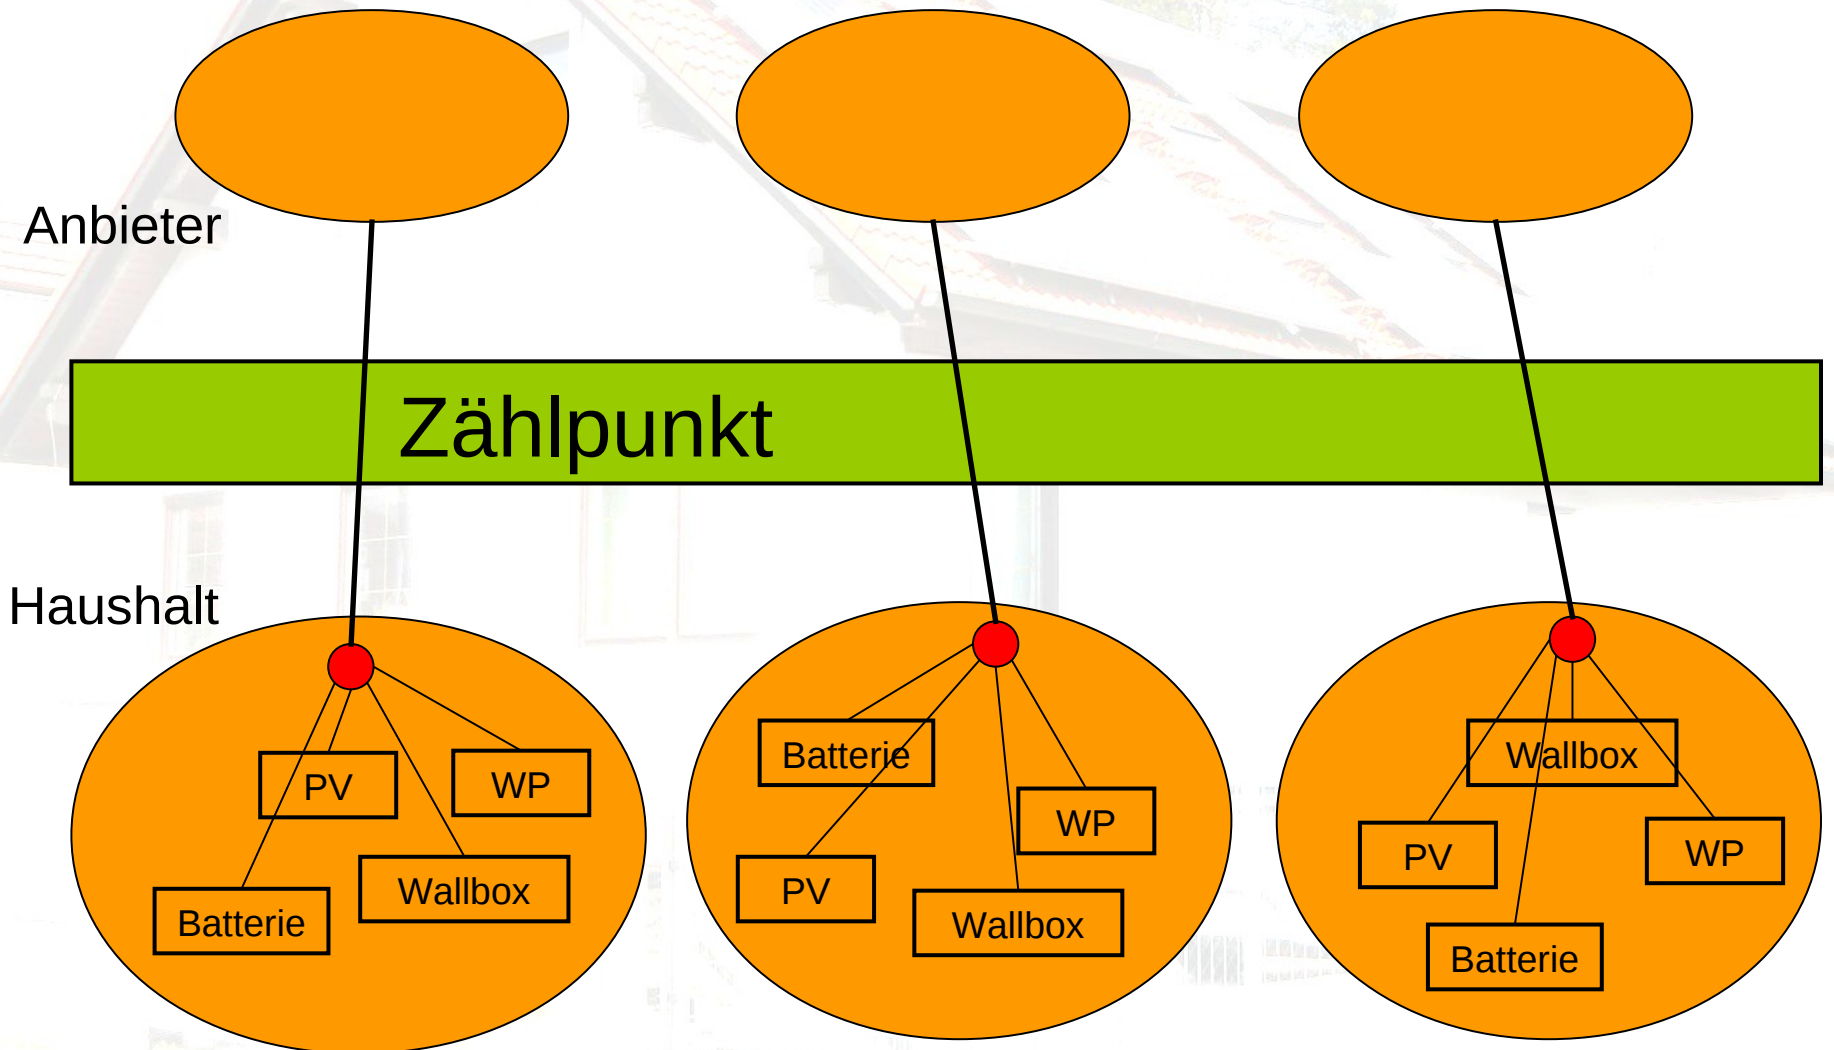 Anbieter
Zählpunkt
Haushalt
PV
WP
Batterie
Wallbox
Batterie
WP
PV
Wallbox
Wallbox
PV
WP
Batterie